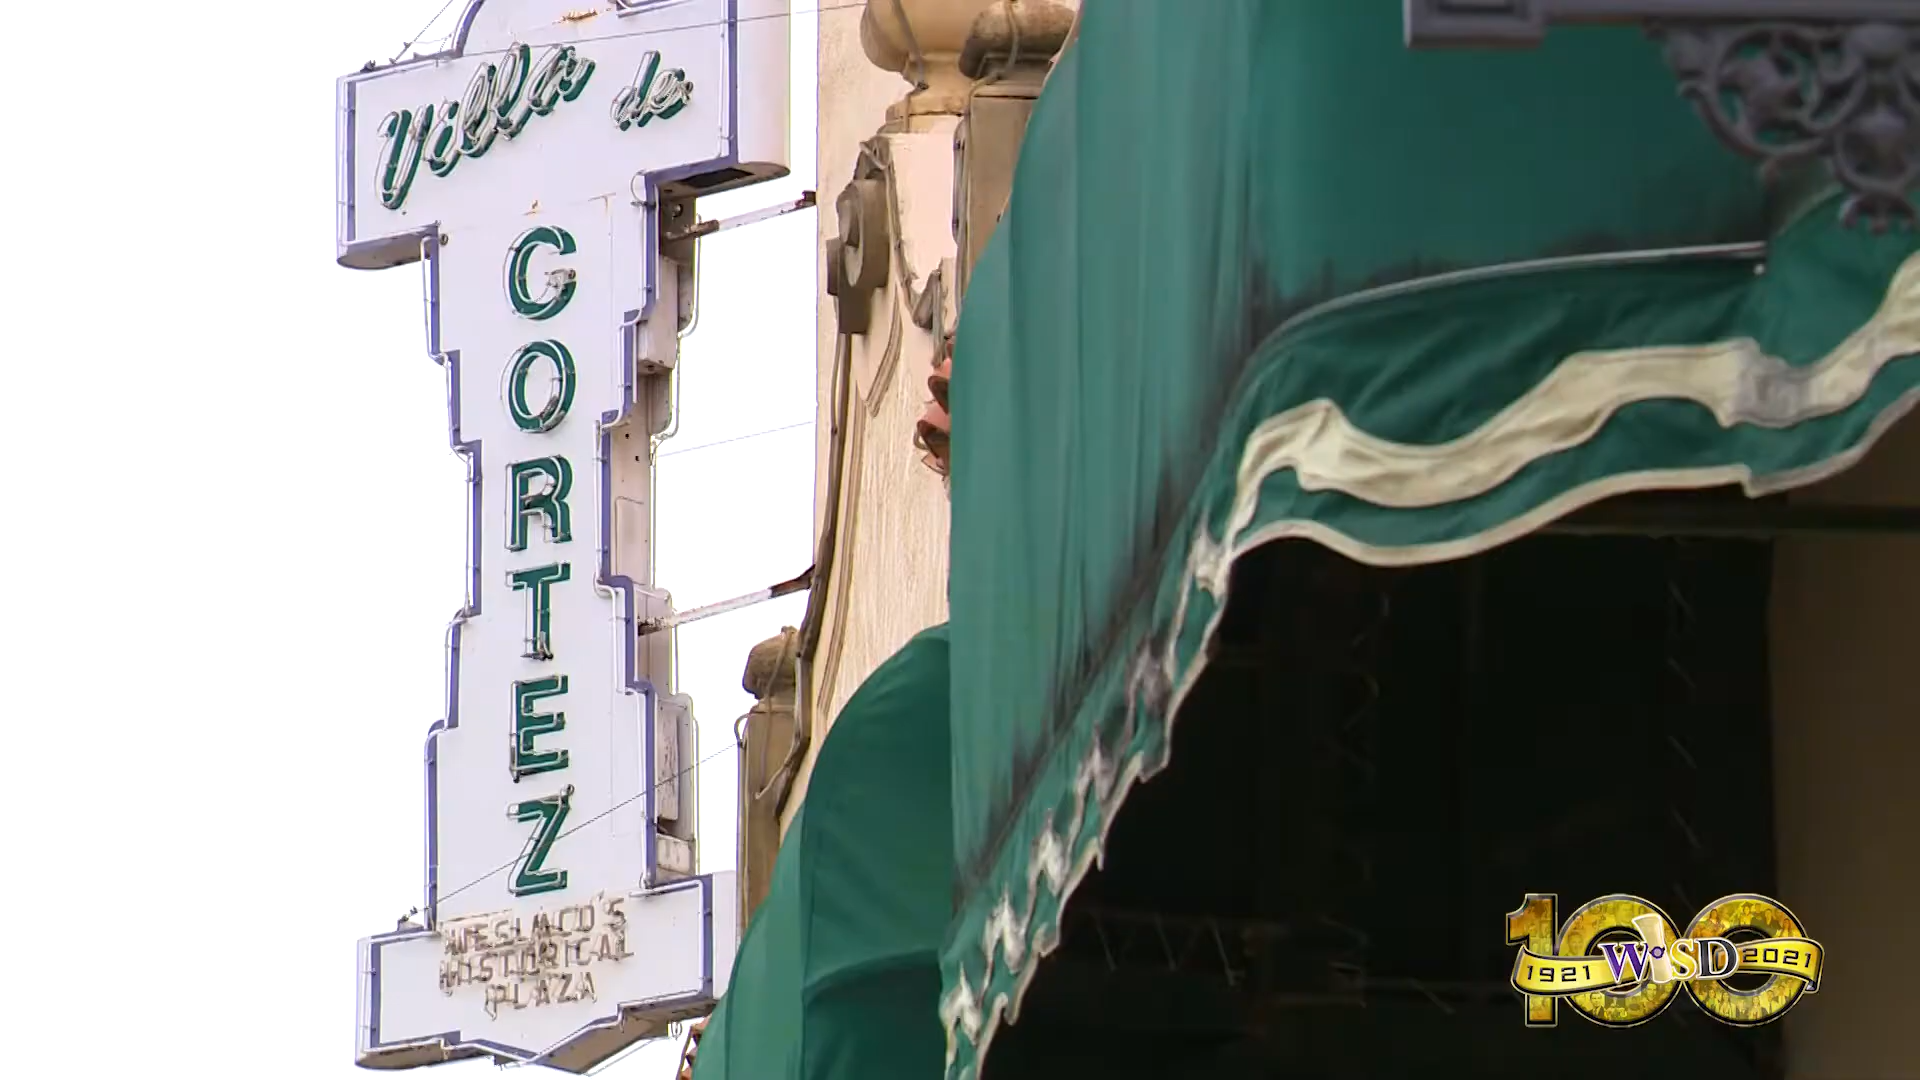 Villa de
CORTEZ
WESLACO'S
HISTORICAL
PLAZA
100
1921 WISD 2021